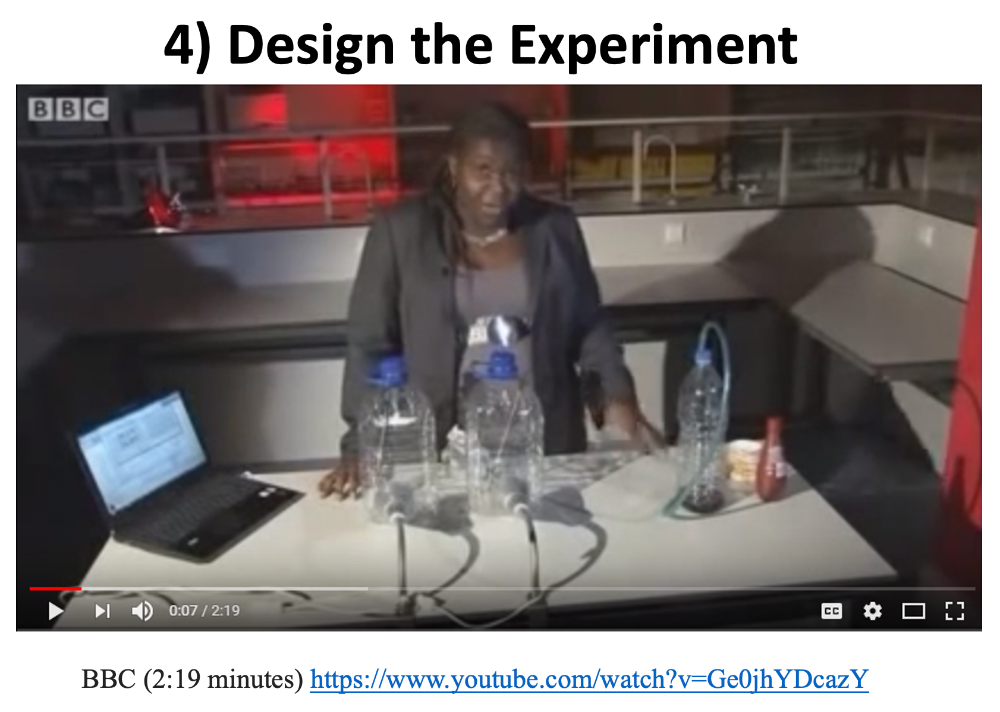 4) Design the Experiment
BBC
0:07 / 2:19
CC
BBC (2:19 minutes) https://www.youtube.com/watch?v=Ge0jhYDcazY